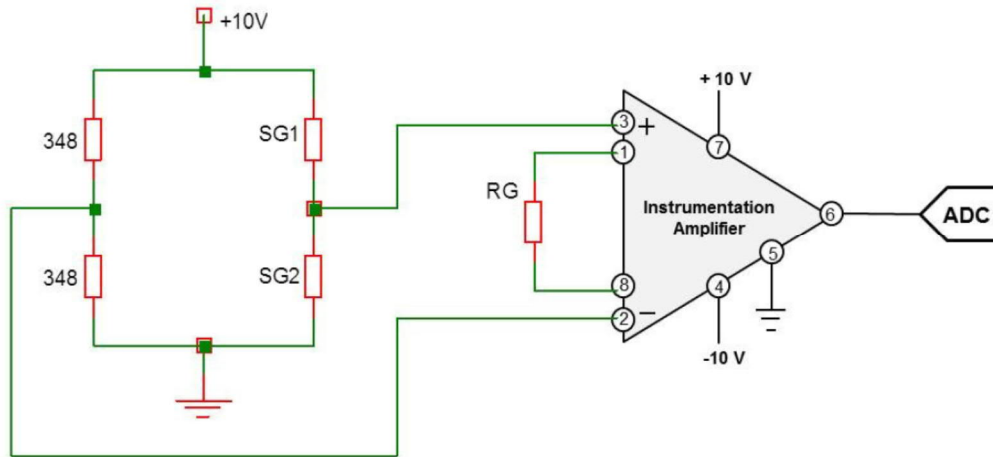 +10V
348
SG1
348
SG2
RG
3
+
1
8
2
−
Instrumentation
Amplifier
+ 10 V
7
6
5
4
-10 V
ADC